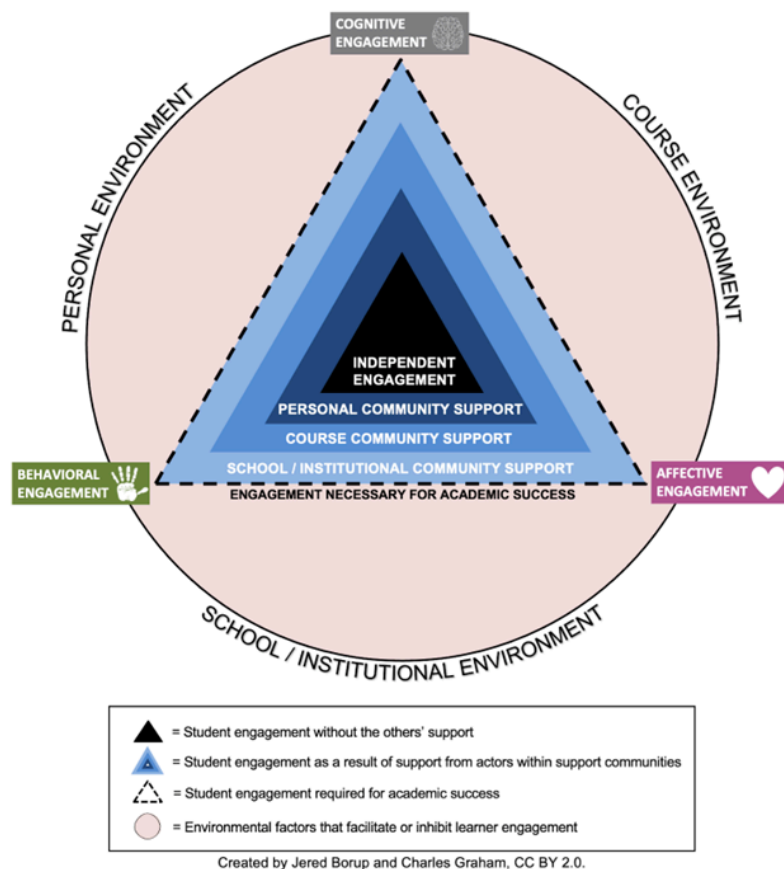 COGNITIVE
ENGAGEMENT
PERSONAL ENVIRONMENT
COURSE ENVIRONMENT
INDEPENDENT
ENGAGEMENT
PERSONAL COMMUNITY SUPPORT
COURSE COMMUNITY SUPPORT
SCHOOL / INSTITUTIONAL COMMUNITY SUPPORT
BEHAVIORAL
ENGAGEMENT
AFFECTIVE
ENGAGEMENT
ENGAGEMENT NECESSARY FOR ACADEMIC SUCCESS
SCHOOL / INSTITUTIONAL ENVIRONMENT
= Student engagement without the others' support
= Student engagement as a result of support from actors within support communities
= Student engagement required for academic success
= Environmental factors that facilitate or inhibit learner engagement
Created by Jered Borup and Charles Graham, CC BY 2.0.